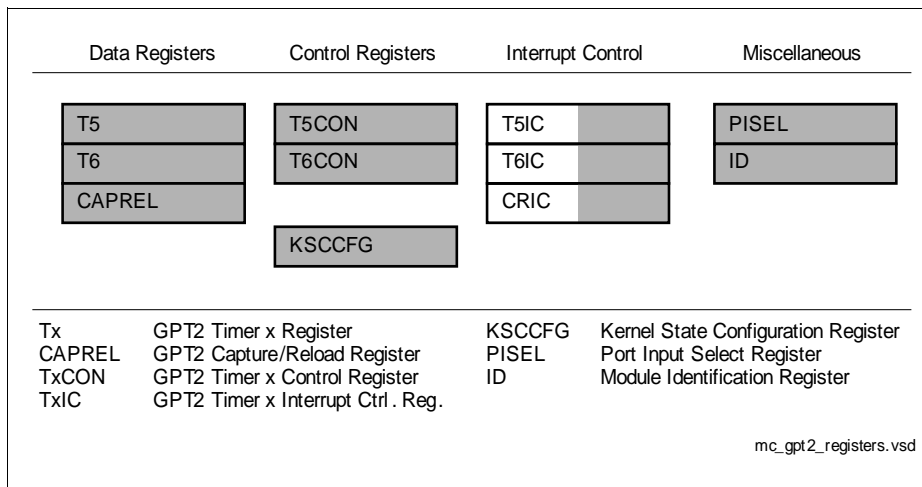 Data Registers Control Registers Interrupt Control Miscellaneous
T5 T5CON T5IC PISEL
T6 T6CON T6IC ID
CAPREL CRIC
KSCCFG
Tx GPT2 Timer x Register KSCCFG Kernel State Configuration Register
CAPREL GPT2 Capture/Reload Register PISEL Port Input Select Register
TxCON GPT2 Timer x Control Register ID Module Identification Register
TxIC GPT2 Timer x Interrupt Ctrl. Reg.
mc_gpt2_registers.vsd